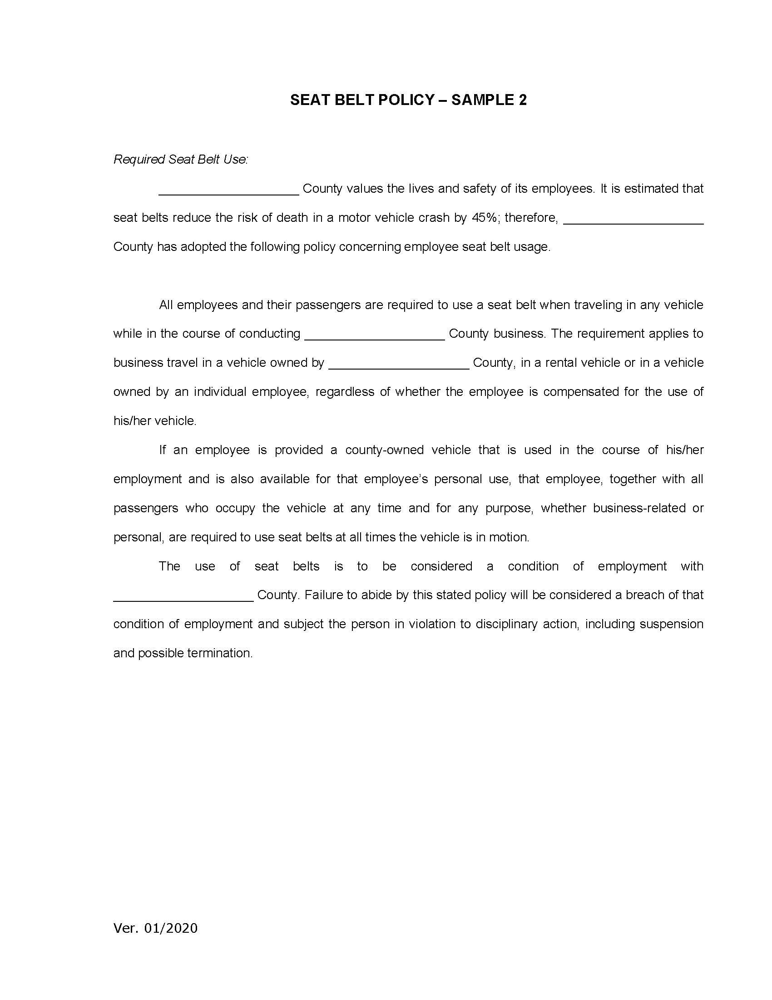 SEAT BELT POLICY – SAMPLE 2
Required Seat Belt Use:
____________________ County values the lives and safety of its employees. It is estimated that
seat belts reduce the risk of death in a motor vehicle crash by 45%; therefore, ____________________
County has adopted the following policy concerning employee seat belt usage.
All employees and their passengers are required to use a seat belt when traveling in any vehicle
while in the course of conducting ____________________ County business. The requirement applies to
business travel in a vehicle owned by ____________________ County, in a rental vehicle or in a vehicle
owned by an individual employee, regardless of whether the employee is compensated for the use of
his/her vehicle.
If an employee is provided a county-owned vehicle that is used in the course of his/her
employment and is also available for that employee’s personal use, that employee, together with all
passengers who occupy the vehicle at any time and for any purpose, whether business-related or
personal, are required to use seat belts at all times the vehicle is in motion.
The use of seat belts is to be considered a condition of employment with
____________________ County. Failure to abide by this stated policy will be considered a breach of that
condition of employment and subject the person in violation to disciplinary action, including suspension
and possible termination.
Ver. 01/2020